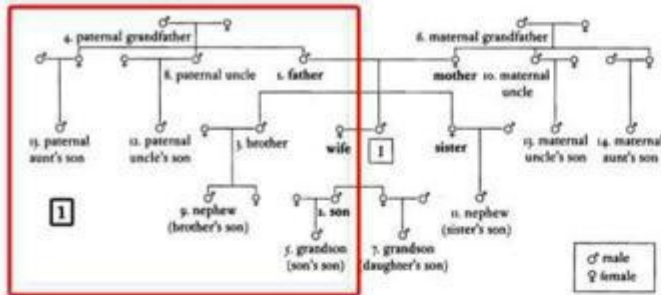 4. paternal grandfather
6. maternal grandfather
8. paternal uncle
1. father
mother
10. maternal
uncle
13. paternal
aunt's son
12. paternal
uncle's son
3. brother
wife
1
sister
13. maternal
uncle's son
14. maternal
aunt's son
1
9. nephew
(brother's son)
2. son
11. nephew
(sister's son)
5. grandson
(son's son)
7. grandson
(daughter's son)
♂ male
♀ female